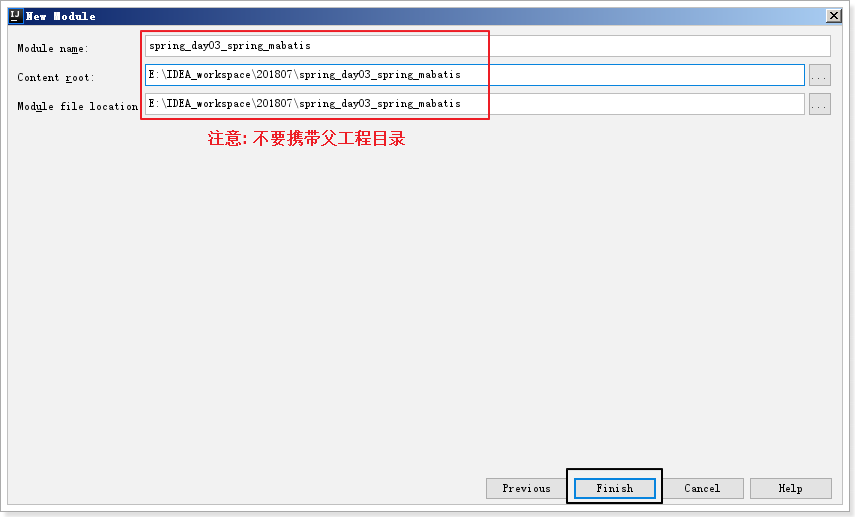 New Module
Module name: spring_day03_spring_mabatis
Content root: E:\IDEA_workspace\201807\spring_day03_spring_mabatis ...
Module file location E:\IDEA_workspace\201807\spring_day03_spring_mabatis ...
注意: 不要携带父工程目录
Previous Finish Cancel Help